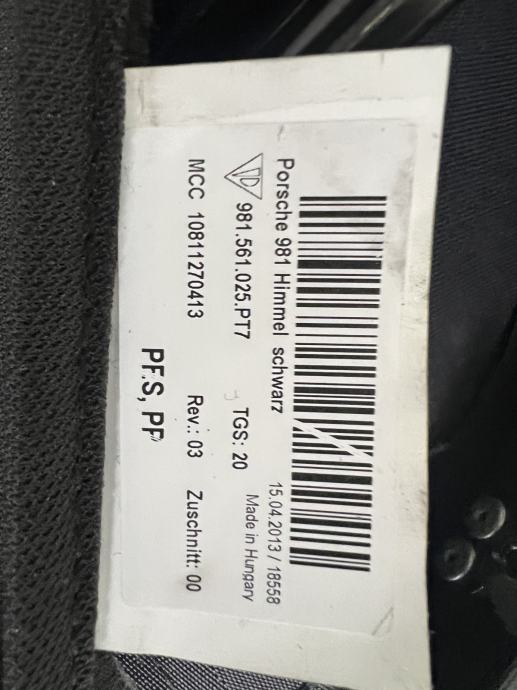 Porsche 981 Himmel schwarz 15.04.2013 / 18558
981.561.025.PT7 TGS: 20 Made in Hungary
MCC 10811270413 Rev.: 03 Zuschnitt: 00
PF.S, PF